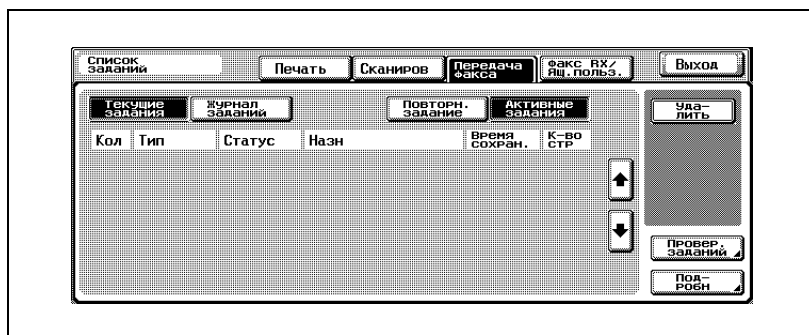 Список
заданий
Печать
Сканиров
Передача
факса
Факс RX/
Ящ.польз.
Выход
Текущие
задания
Журнал
заданий
Повторн.
задание
Активные
задания
Уда-
лить
Кол Тип Статус Назн
Время
сохран.
К-во
стр
Провер.
заданий
Под-
робн